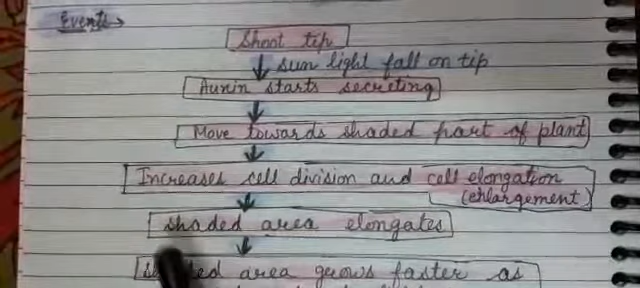 Events →
Shoot tip
sun light fall on tip
Auxin starts secreting
Move towards shaded part of plant
Increases cell division and cell elongation
(enlargement)
shaded area elongates
area grows faster as